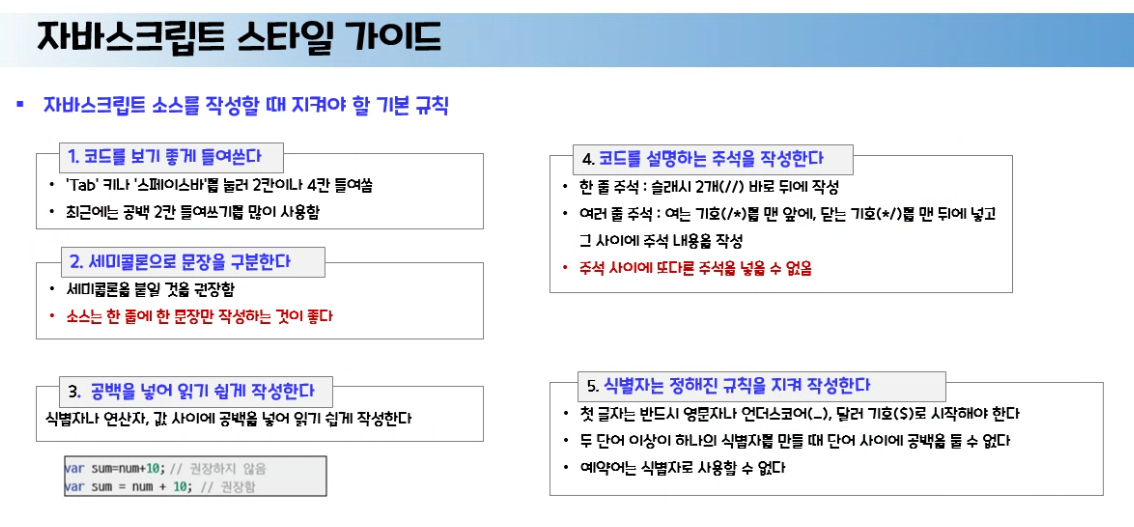 자바스크립트 스타일 가이드
▪ 자바스크립트 소스를 작성할 때 지켜야 할 기본 규칙
1. 코드를 보기 좋게 들여쓴다
• 'Tab' 키나 '스페이스바'를 눌러 2칸이나 4칸 들여씀
• 최근에는 공백 2칸 들여쓰기를 많이 사용함
2. 세미콜론으로 문장을 구분한다
• 세미콜론을 붙일 것을 권장함
• 소스는 한 줄에 한 문장만 작성하는 것이 좋다
3. 공백을 넣어 읽기 쉽게 작성한다
식별자나 연산자, 값 사이에 공백을 넣어 읽기 쉽게 작성한다
var sum=num+10; // 권장하지 않음
var sum = num + 10; // 권장함
4. 코드를 설명하는 주석을 작성한다
• 한 줄 주석 : 슬래시 2개(//) 바로 뒤에 작성
• 여러 줄 주석 : 여는 기호(/*)를 맨 앞에, 닫는 기호(*/)를 맨 뒤에 넣고
그 사이에 주석 내용을 작성
• 주석 사이에 또다른 주석을 넣을 수 없음
5. 식별자는 정해진 규칙을 지켜 작성한다
• 첫 글자는 반드시 영문자나 언더스코어(_), 달러 기호($)로 시작해야 한다
• 두 단어 이상이 하나의 식별자를 만들 때 단어 사이에 공백을 둘 수 없다
• 예약어는 식별자로 사용할 수 없다